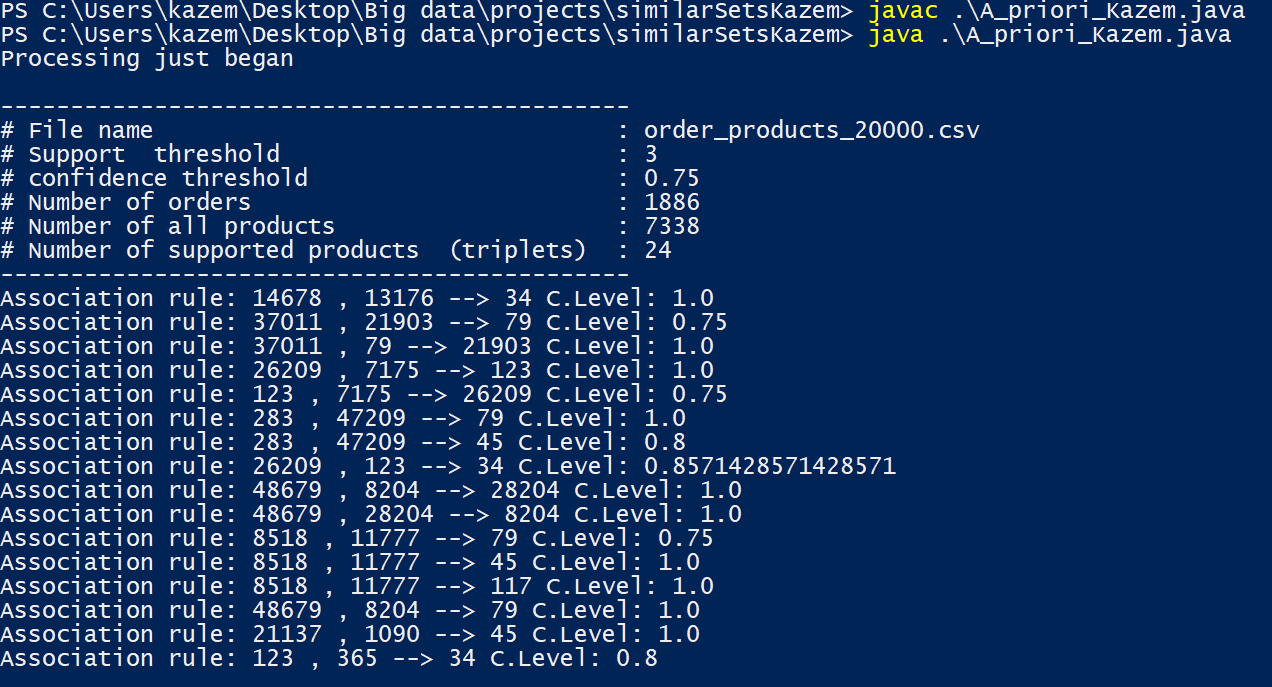 PS C:\Users\kazem\Desktop\Big data\projects\similarSetsKazem> javac .\A_priori_Kazem.java
PS C:\Users\kazem\Desktop\Big data\projects\similarSetsKazem> java .\A_priori_Kazem.java
Processing just began
---------------------------------------------
# File name                                 : order_products_20000.csv
# Support  threshold                        : 3
# confidence threshold                      : 0.75
# Number of orders                          : 1886
# Number of all products                    : 7338
# Number of supported products  (triplets)  : 24
---------------------------------------------
Association rule: 14678 , 13176 --> 34 C.Level: 1.0
Association rule: 37011 , 21903 --> 79 C.Level: 0.75
Association rule: 37011 , 79 --> 21903 C.Level: 1.0
Association rule: 26209 , 7175 --> 123 C.Level: 1.0
Association rule: 123 , 7175 --> 26209 C.Level: 0.75
Association rule: 283 , 47209 --> 79 C.Level: 1.0
Association rule: 283 , 47209 --> 45 C.Level: 0.8
Association rule: 26209 , 123 --> 34 C.Level: 0.8571428571428571
Association rule: 48679 , 8204 --> 28204 C.Level: 1.0
Association rule: 48679 , 28204 --> 8204 C.Level: 1.0
Association rule: 8518 , 11777 --> 79 C.Level: 0.75
Association rule: 8518 , 11777 --> 45 C.Level: 1.0
Association rule: 8518 , 11777 --> 117 C.Level: 1.0
Association rule: 48679 , 8204 --> 79 C.Level: 1.0
Association rule: 21137 , 1090 --> 45 C.Level: 1.0
Association rule: 123 , 365 --> 34 C.Level: 0.8